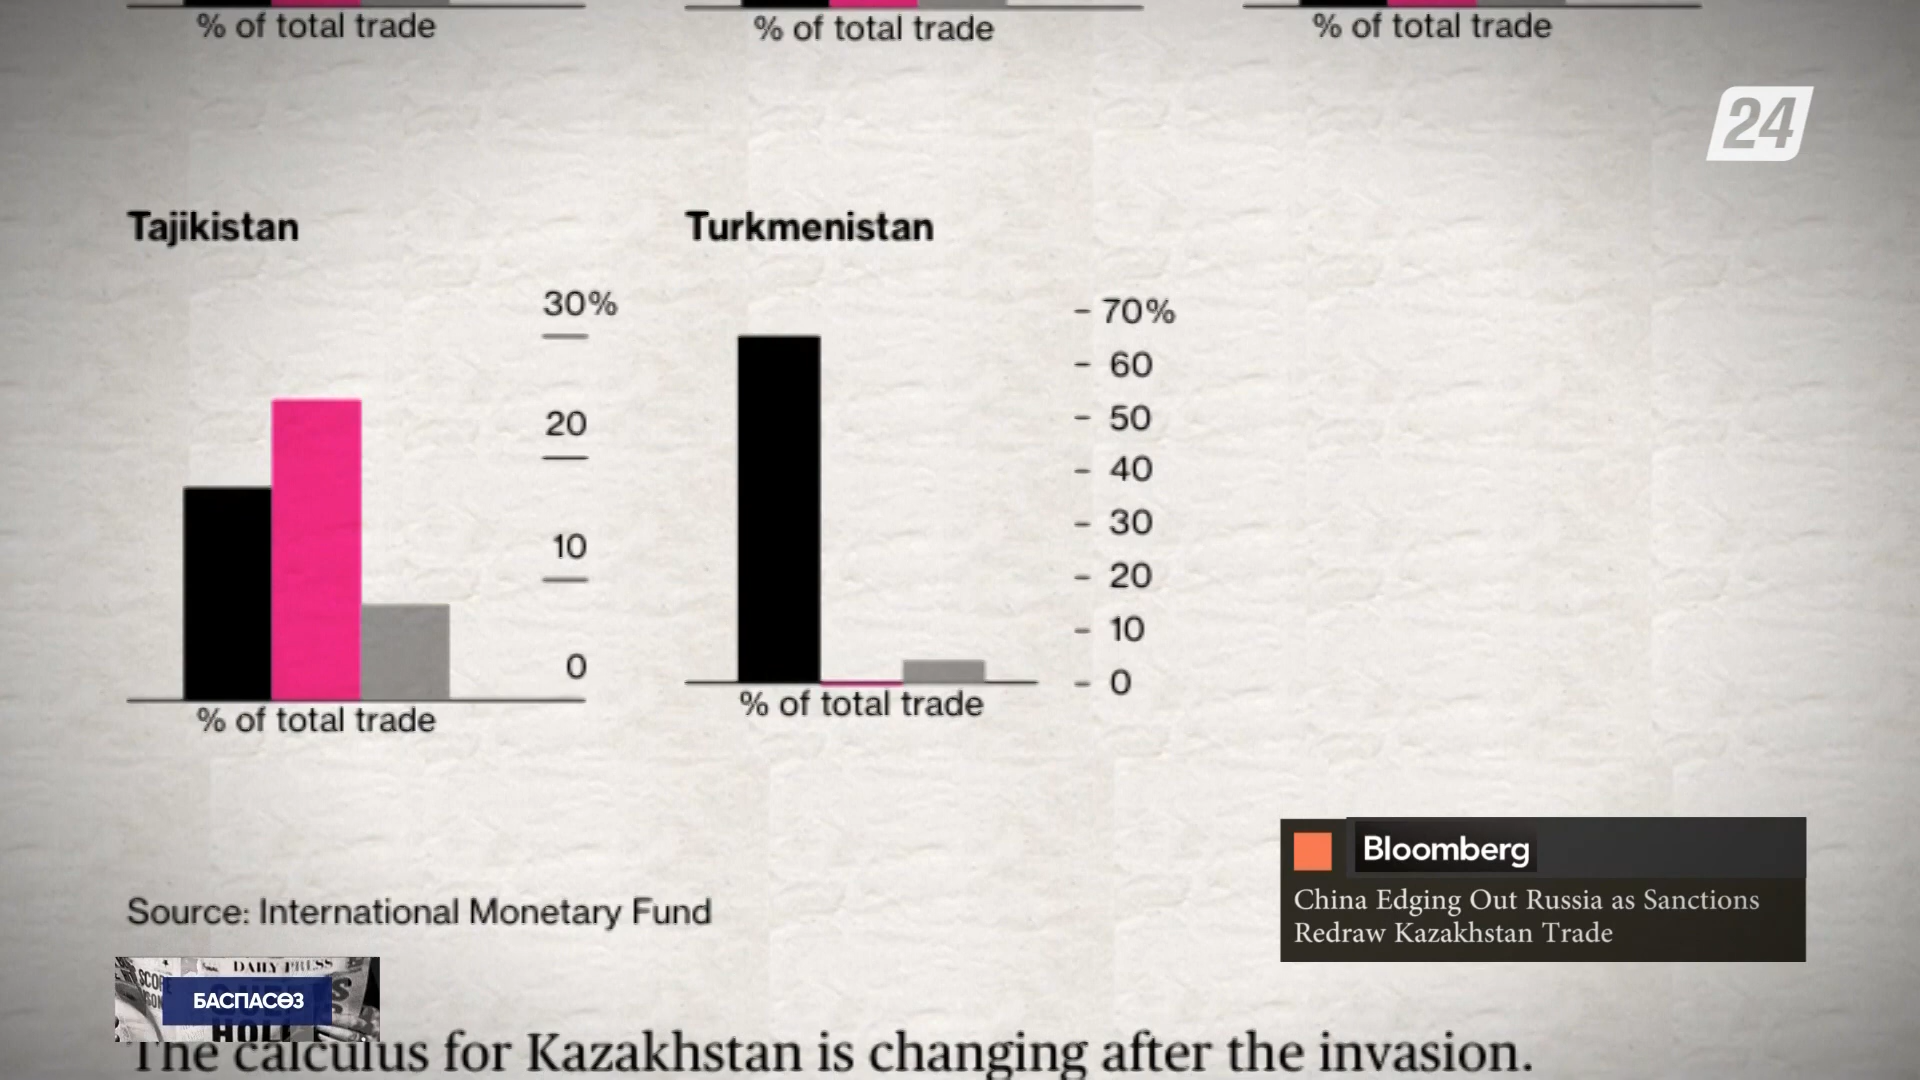 % of total trade
% of total trade
% of total trade
24
Tajikistan
30%
20
10
0
% of total trade
Turkmenistan
70%
60
50
40
30
20
10
0
% of total trade
Source: International Monetary Fund
Bloomberg
China Edging Out Russia as Sanctions
Redraw Kazakhstan Trade
DAILY PRESS
БАСПАСӨЗ
The calculus for Kazakhstan is changing after the invasion.